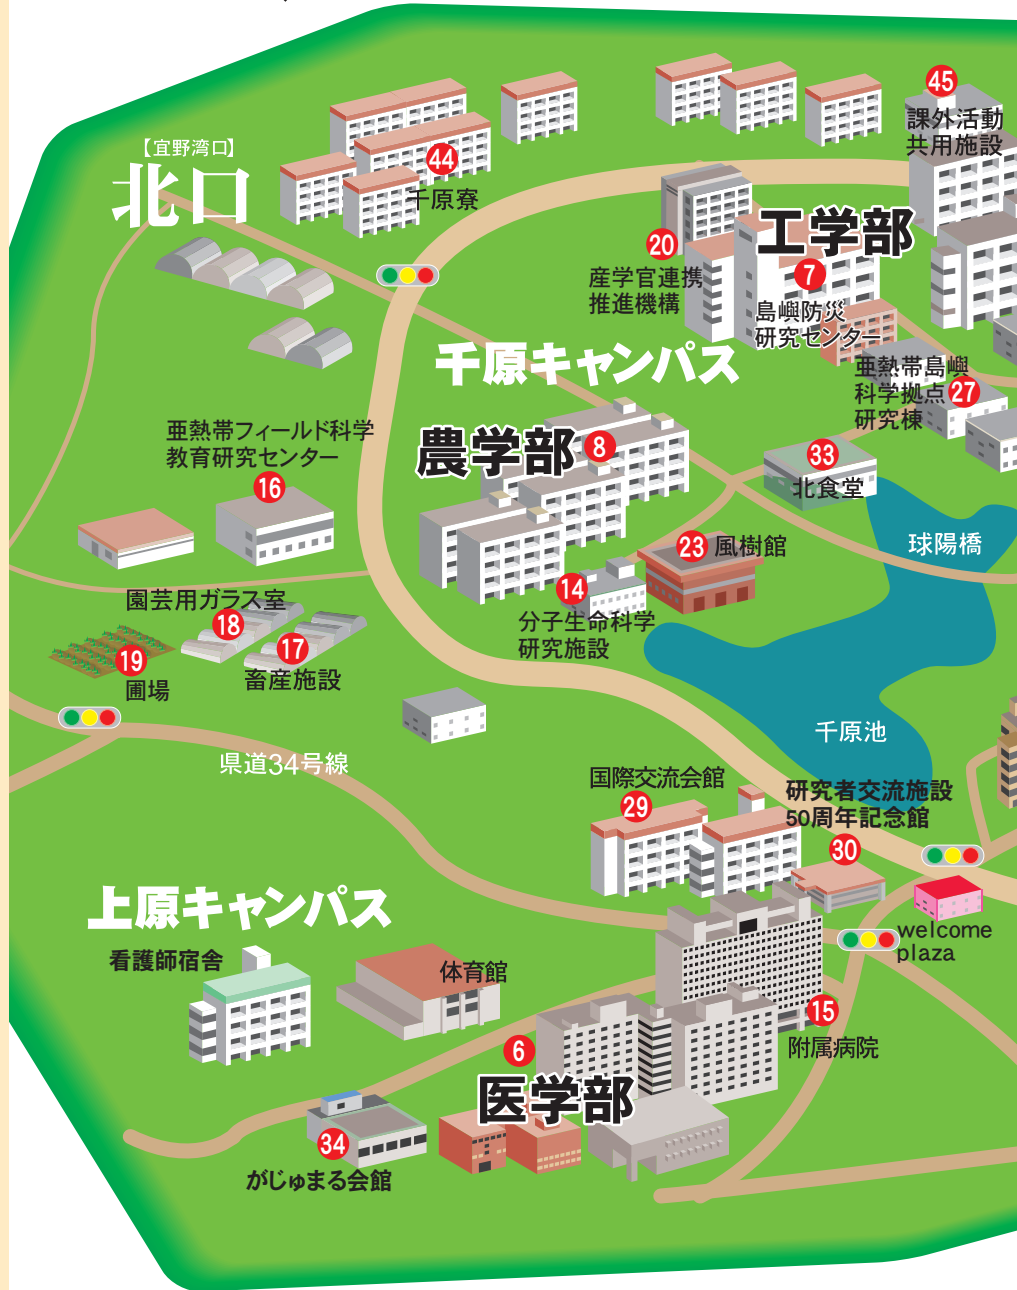 45
課外活動
共用施設
【宜野湾口】
北口
44
千原寮
工学部
20
産学官連携
推進機構
7
島嶼防災
研究センター
千原キャンパス
亜熱帯島嶼
科学拠点
研究棟
27
亜熱帯フィールド科学
教育研究センター
16
農学部
8
33
北食堂
球陽橋
23
風樹館
14
分子生命科学
研究施設
園芸用ガラス室
18
17
畜産施設
19
圃場
千原池
県道34号線
国際交流会館
29
研究者交流施設
50周年記念館
30
welcome
plaza
上原キャンパス
看護師宿舎
体育館
15
附属病院
6
医学部
34
がじゅまる会館